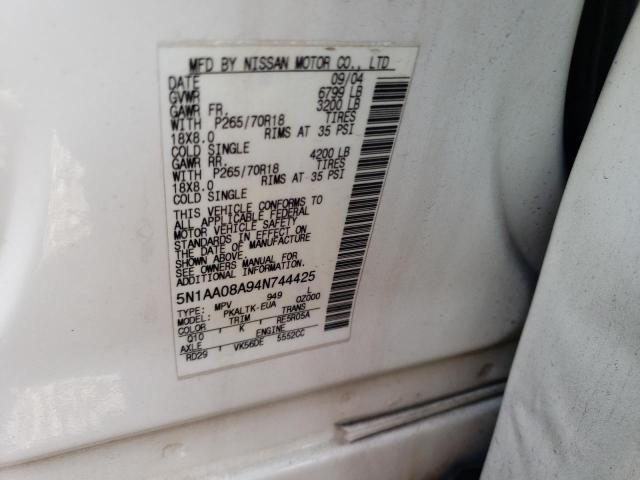 MFD BY NISSAN MOTOR CO., LTD
DATE 09/04
GVWR 6799 LB
GAWR FR. 3200 LB
WITH P265/70R18 TIRES
18X8.0 RIMS AT 35 PSI
COLD SINGLE
GAWR RR. 4200 LB
WITH P265/70R18 TIRES
18X8.0 RIMS AT 35 PSI
COLD SINGLE
THIS VEHICLE CONFORMS TO
ALL APPLICABLE FEDERAL
MOTOR VEHICLE SAFETY
STANDARDS IN EFFECT ON
THE DATE OF MANUFACTURE
SHOWN ABOVE.
SEE OWNERS MANUAL FOR
ADDITIONAL INFORMATION.
5N1AA08A94N744425
TYPE: MPV 949 L
PKALTK-EUA 0Z000
COLOR TRIM TRANS
Q10 K RE5R05A
AXLE ENGINE
RD29 VK56DE 5552CC